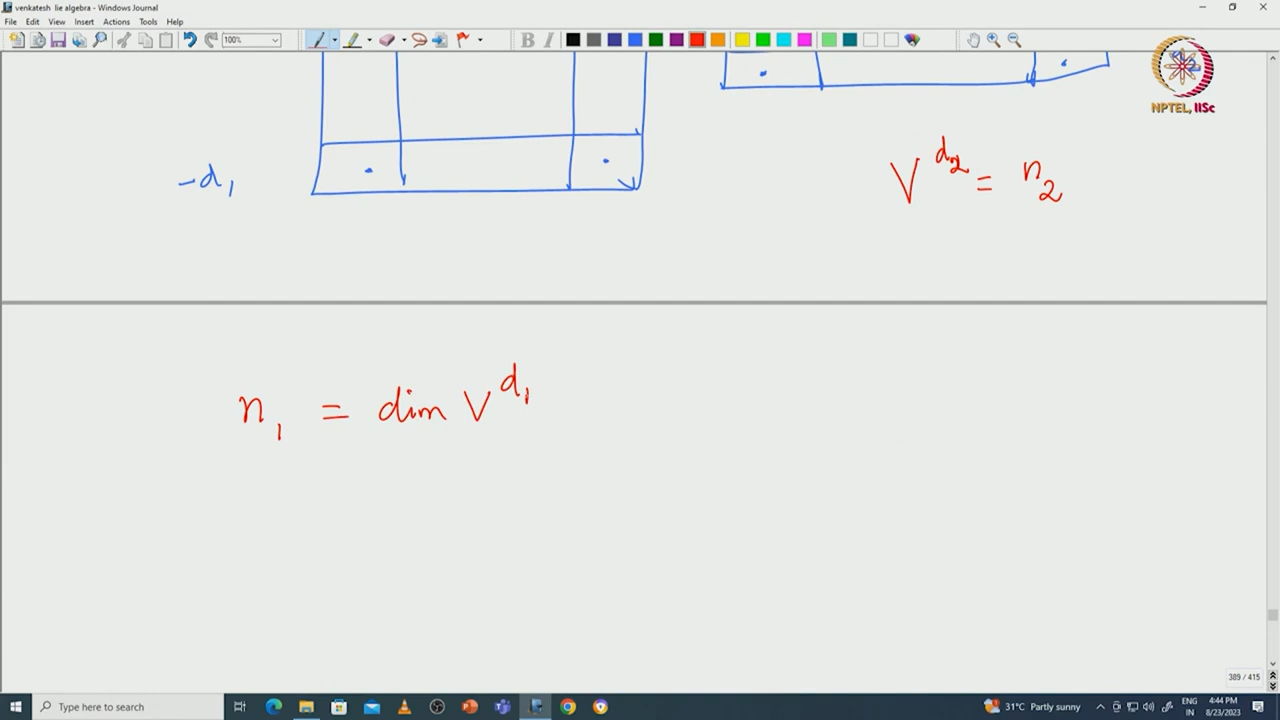 venkatesh lie algebra - Windows Journal
File Edit View Insert Actions Tools Help
100%
B I
NPTEL, IISc
-d₁
V^{d₂} = n₂
n₁ = dim V^{d₁}
389 / 415
Type here to search
31°C Partly sunny
ENG
IN
4:44 PM
8/23/2023